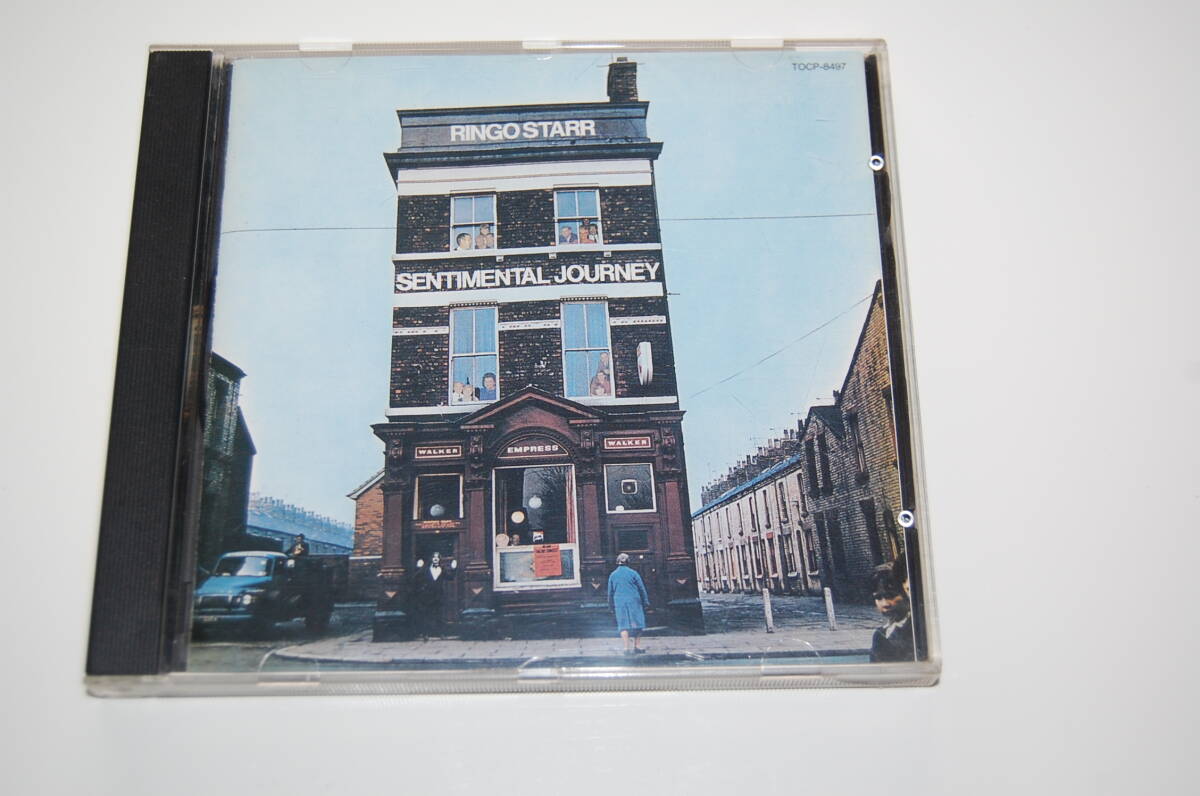 TOCP-8497
RINGO STARR
SENTIMENTAL JOURNEY
WALKER
EMPRESS
WALKER